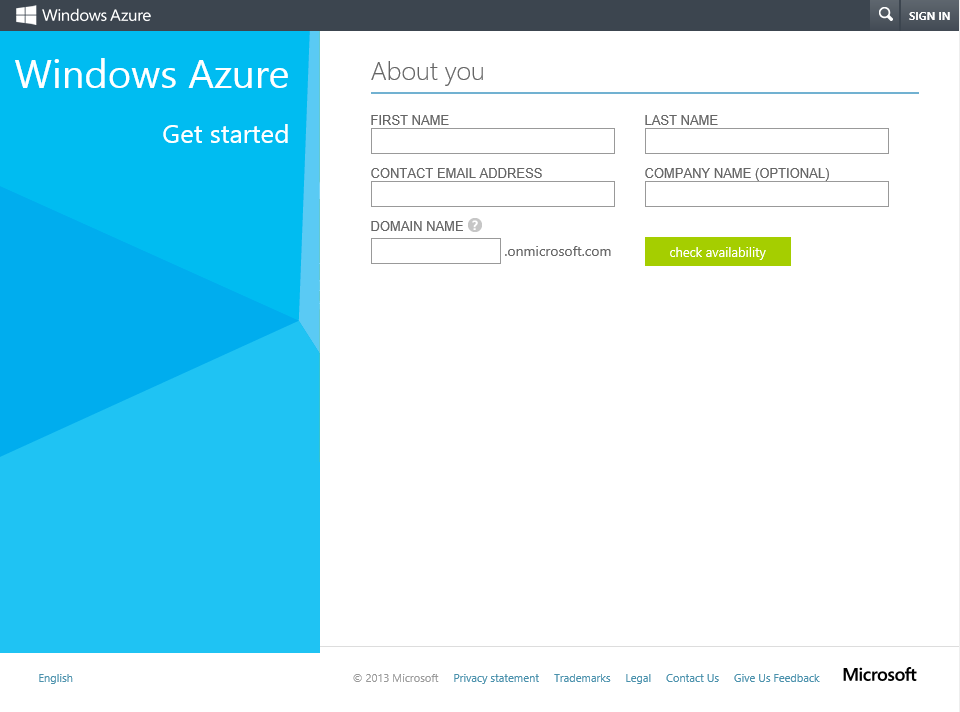 Windows Azure
SIGN IN
Windows Azure
Get started
About you
FIRST NAME
LAST NAME
CONTACT EMAIL ADDRESS
COMPANY NAME (OPTIONAL)
DOMAIN NAME ?
.onmicrosoft.com
check availability
English
© 2013 Microsoft Privacy statement Trademarks Legal Contact Us Give Us Feedback Microsoft